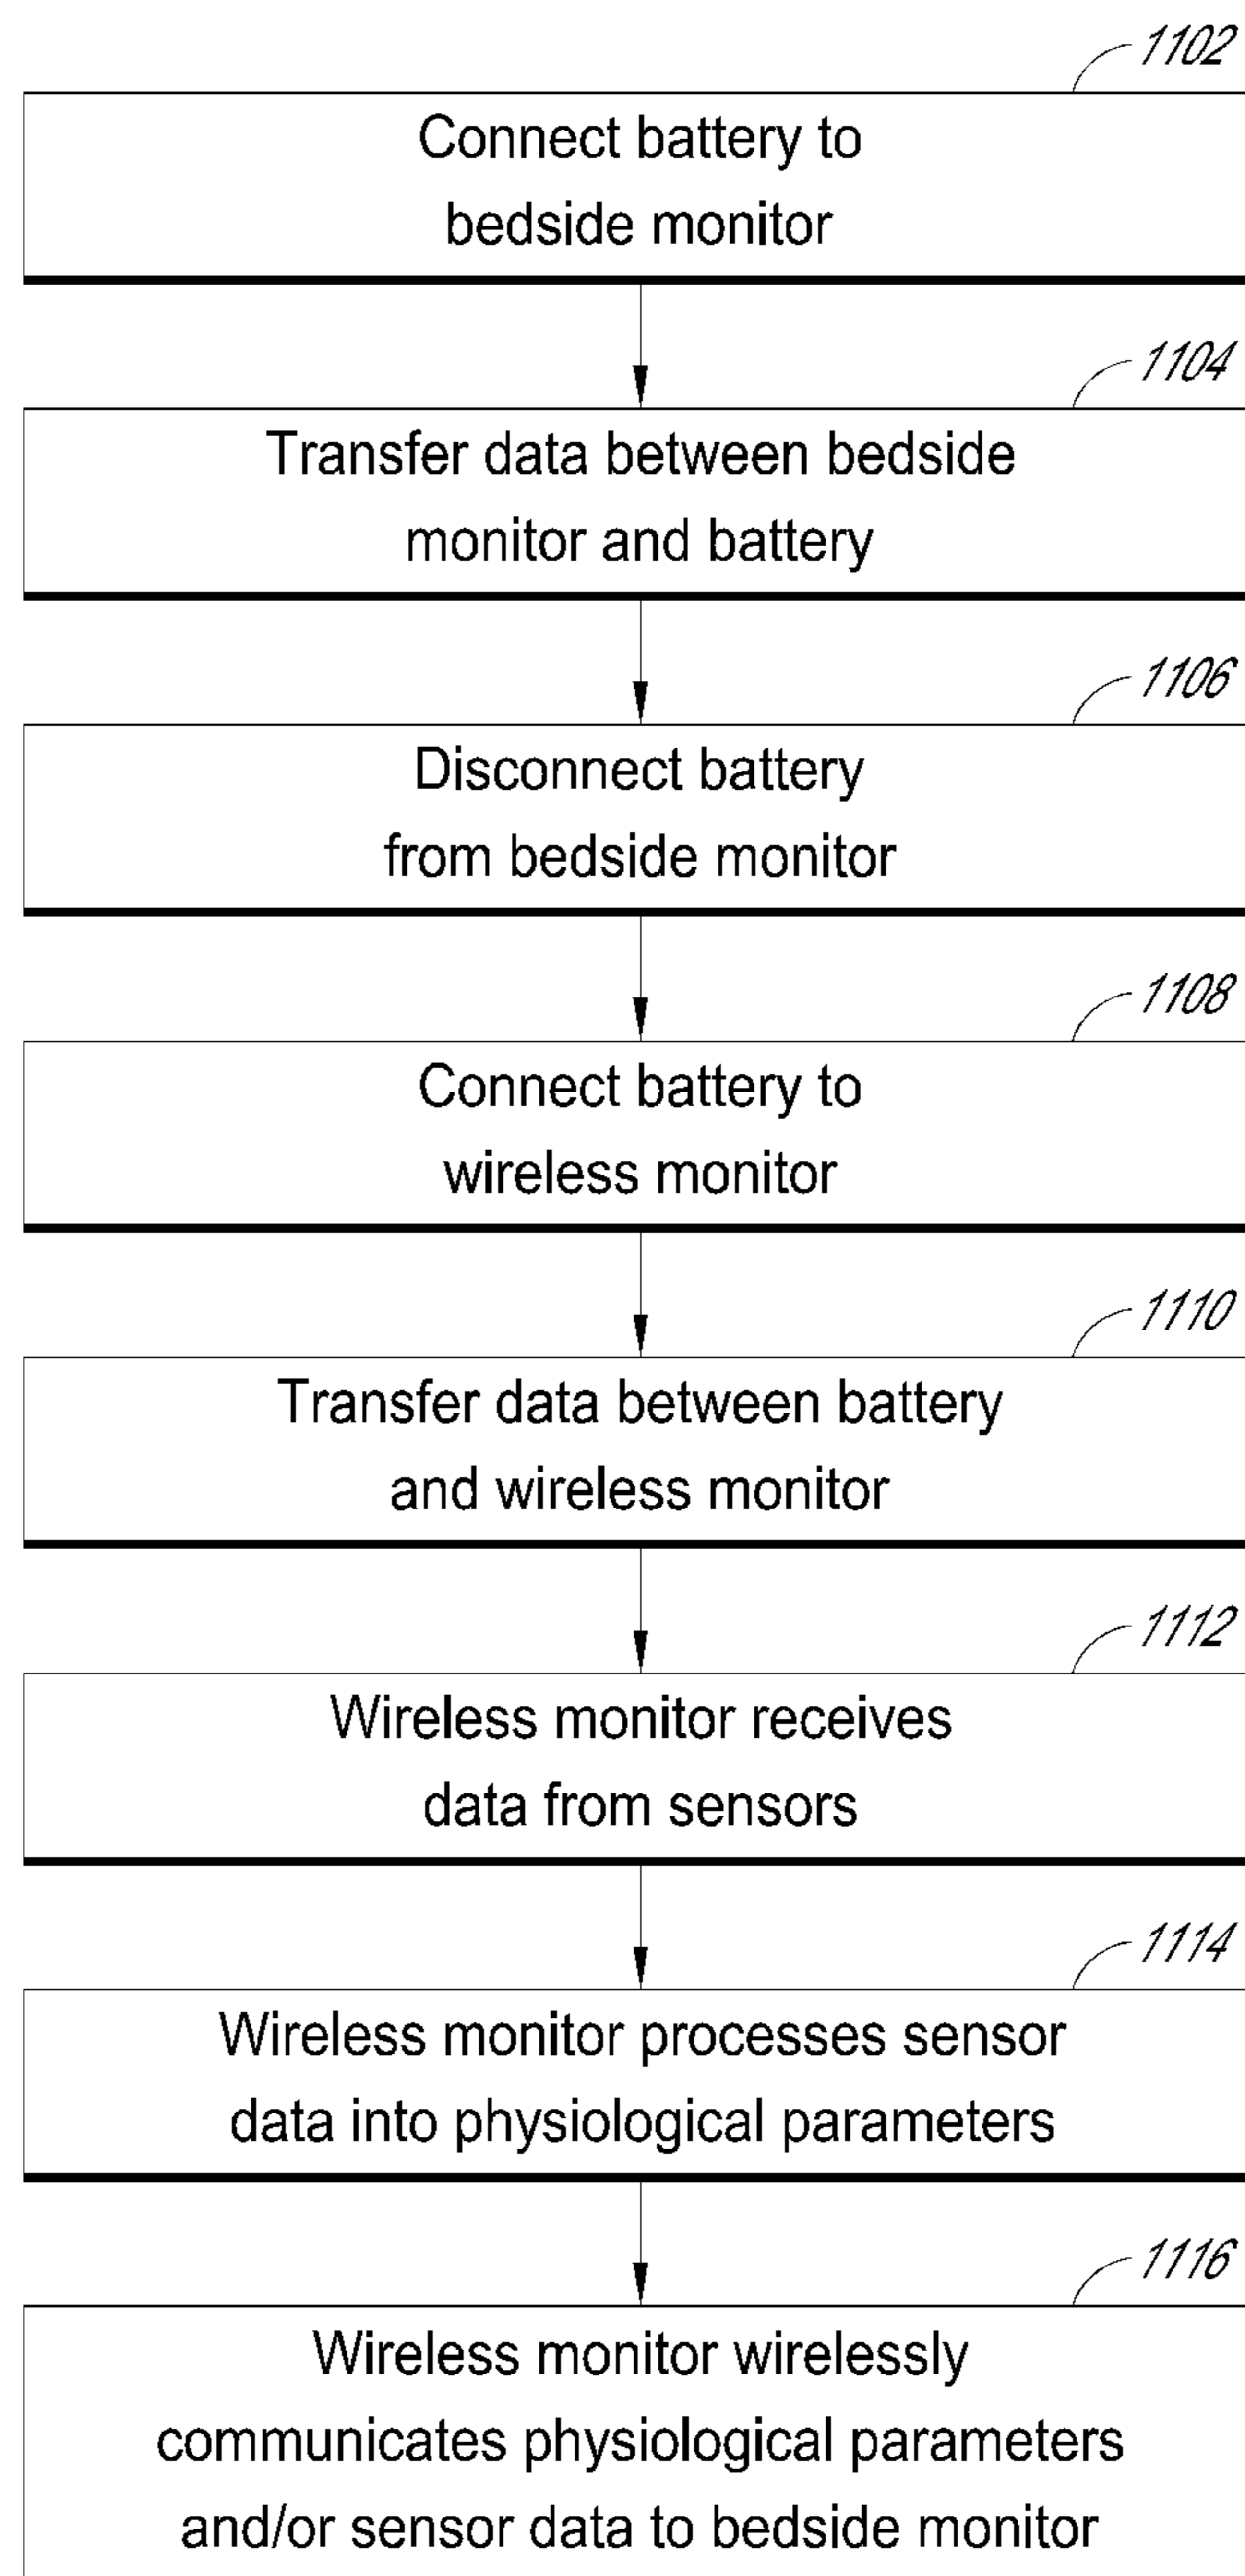 1102
Connect battery to
bedside monitor
1104
Transfer data between bedside
monitor and battery
1106
Disconnect battery
from bedside monitor
1108
Connect battery to
wireless monitor
1110
Transfer data between battery
and wireless monitor
1112
Wireless monitor receives
data from sensors
1114
Wireless monitor processes sensor
data into physiological parameters
1116
Wireless monitor wirelessly
communicates physiological parameters
and/or sensor data to bedside monitor